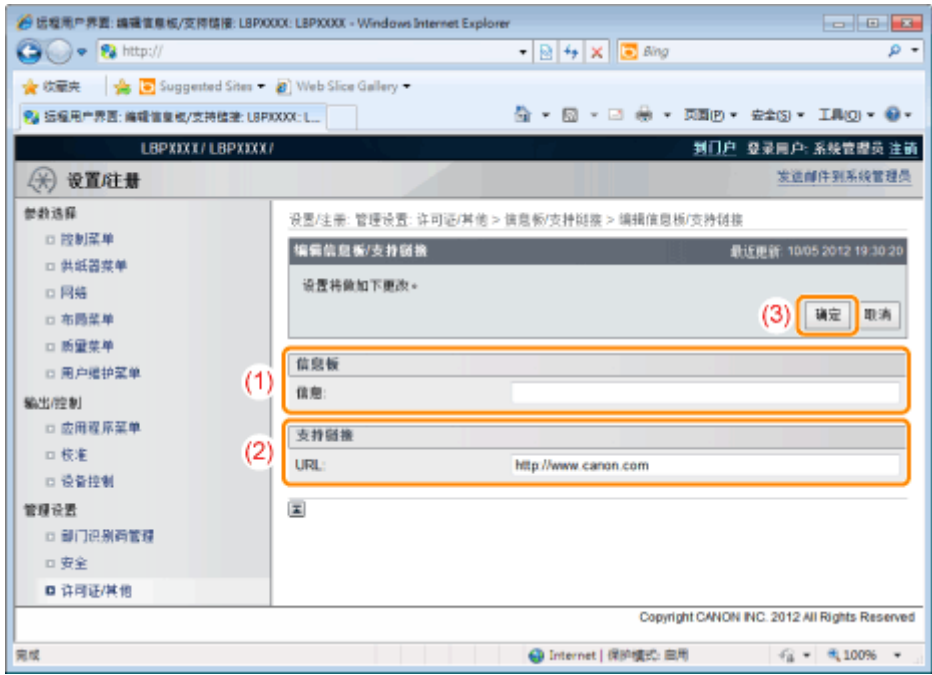 远程用户界面: 编辑信息板/支持链接: LBPXXXX: LBPXXXX - Windows Internet Explorer
http://
Bing
收藏夹 Suggested Sites Web Slice Gallery
远程用户界面: 编辑信息板/支持链接: LBPXXXX: L...
页面(P) 安全(S) 工具(O)
LBPXXXX / LBPXXXX /
到门户 登录用户: 系统管理员 注销
设置/注册
发送邮件到系统管理员
参数选择
控制菜单
供纸器菜单
网络
布局菜单
质量菜单
用户维护菜单
输出/控制
应用程序菜单
校准
设备控制
管理设置
部门识别码管理
安全
许可证/其他
设置/注册: 管理设置: 许可证/其他 > 信息板/支持链接 > 编辑信息板/支持链接
编辑信息板/支持链接
最近更新: 10/05 2012 19:30:20
设置将做如下更改。
(3) 确定 取消
(1)
信息板
信息:
(2)
支持链接
URL: http://www.canon.com
Copyright CANON INC. 2012 All Rights Reserved
完成
Internet | 保护模式: 启用
100%